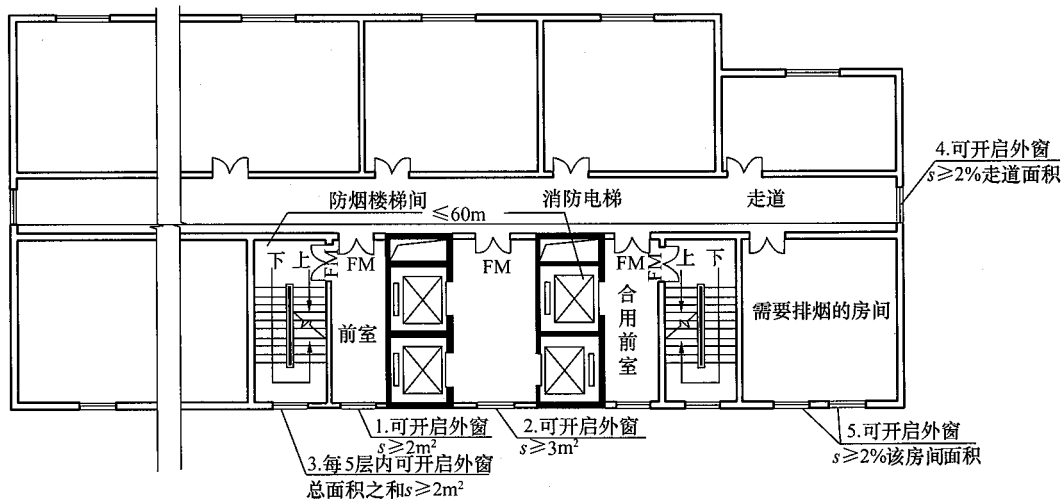 4.可开启外窗
s≥2%走道面积
防烟楼梯间
消防电梯
走道
≤60m
下 上
FM
FM
FM
FM
FM
上 下
前室
合用前室
需要排烟的房间
1.可开启外窗
s≥2m²
2.可开启外窗
s≥3m²
3.每5层内可开启外窗
总面积之和s≥2m²
5.可开启外窗
s≥2%该房间面积